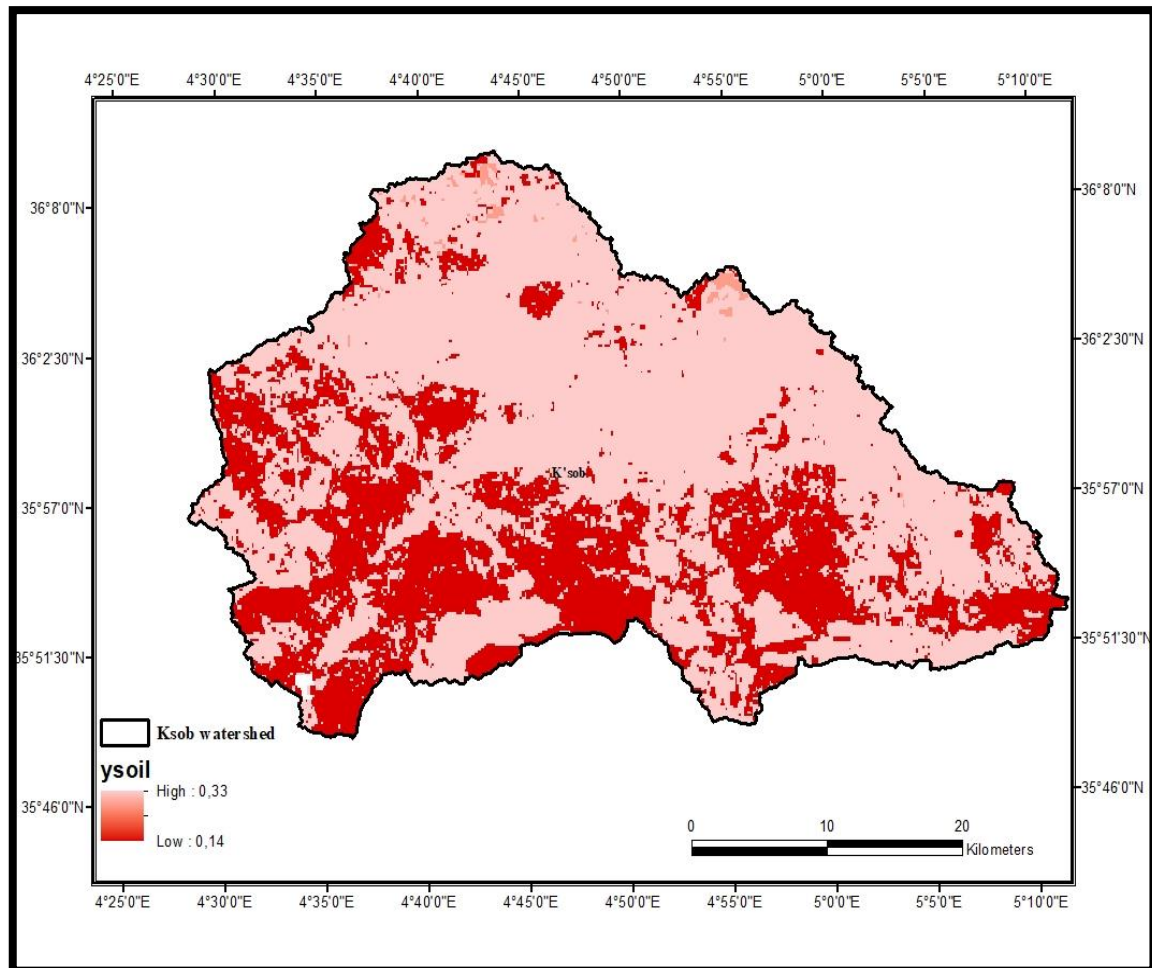 4°25'0"E 4°30'0"E 4°35'0"E 4°40'0"E 4°45'0"E 4°50'0"E 4°55'0"E 5°0'0"E 5°5'0"E 5°10'0"E
36°8'0"N 36°8'0"N
36°2'30"N 36°2'30"N
K'sob
35°57'0"N 35°57'0"N
35°51'30"N 35°51'30"N
Ksob watershed
ysoil
High : 0,33
Low : 0,14
35°46'0"N 35°46'0"N
0 10 20
Kilometers
4°25'0"E 4°30'0"E 4°35'0"E 4°40'0"E 4°45'0"E 4°50'0"E 4°55'0"E 5°0'0"E 5°5'0"E 5°10'0"E